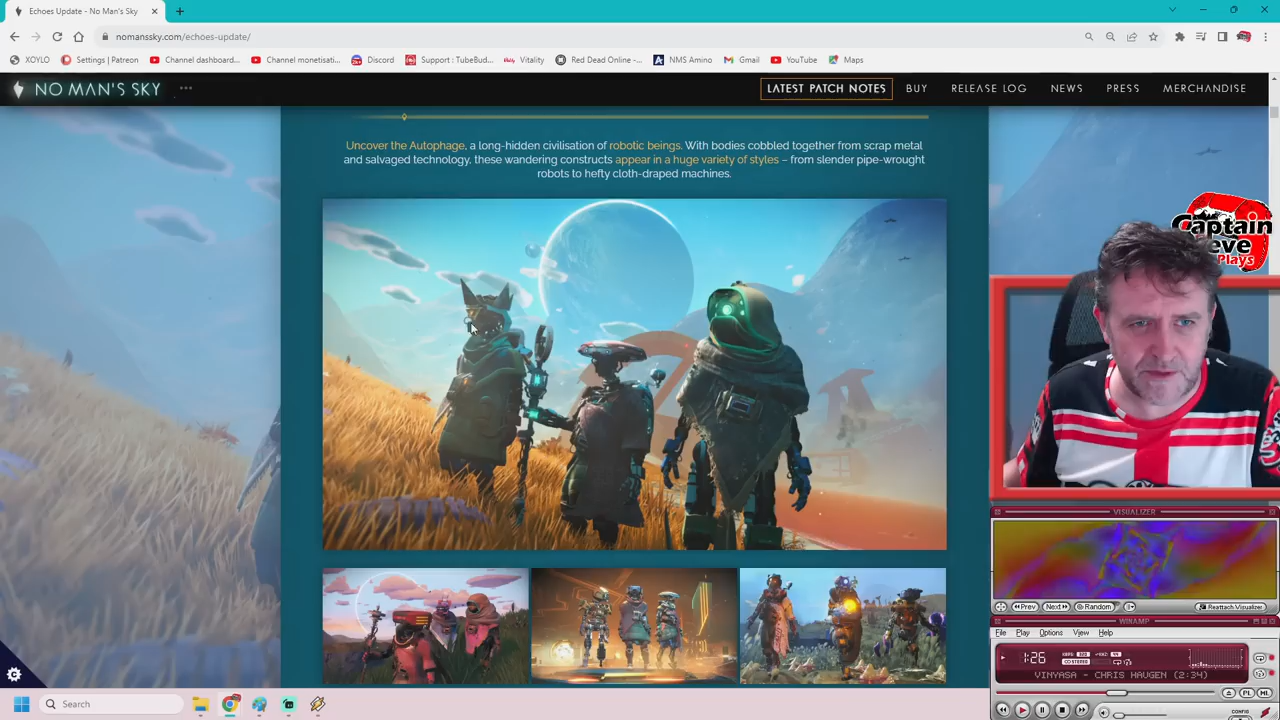 Echoes Update - No Man's Sky
nomanssky.com/echoes-update/
XOYLO
Settings | Patreon
Channel dashboard...
Channel monetisati...
Discord
Support : TubeBud...
Vitality
Red Dead Online -...
NMS Amino
Gmail
YouTube
Maps
NO MAN'S SKY
LATEST PATCH NOTES
BUY
RELEASE LOG
NEWS
PRESS
MERCHANDISE
Uncover the Autophage, a long-hidden civilisation of robotic beings. With bodies cobbled together from scrap metal
and salvaged technology, these wandering constructs appear in a huge variety of styles – from slender pipe-wrought
robots to hefty cloth-draped machines.
Captain
eve
Plays
VISUALIZER
Prev
Next
Random
Reattach Visualizer
WINAMP
File
Play
Options
View
Help
1:26
STEREO
VINYASA - CHRIS HAUGEN (2:34)
PL
ML
CONFIG
Search